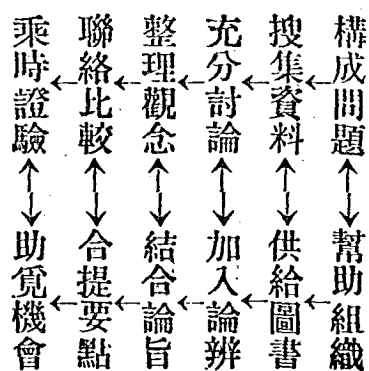 構成問題
搜集資料
充分討論
整理觀念
聯絡比較
乘時證驗
幫助組織
供給圖書
加入論辨
結合論旨
合提要點
助覓機會